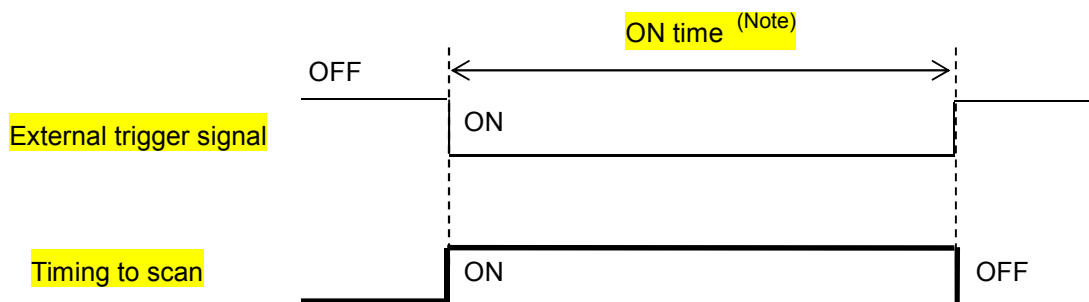 ON time (Note)
OFF
ON
External trigger signal
Timing to scan
ON
OFF